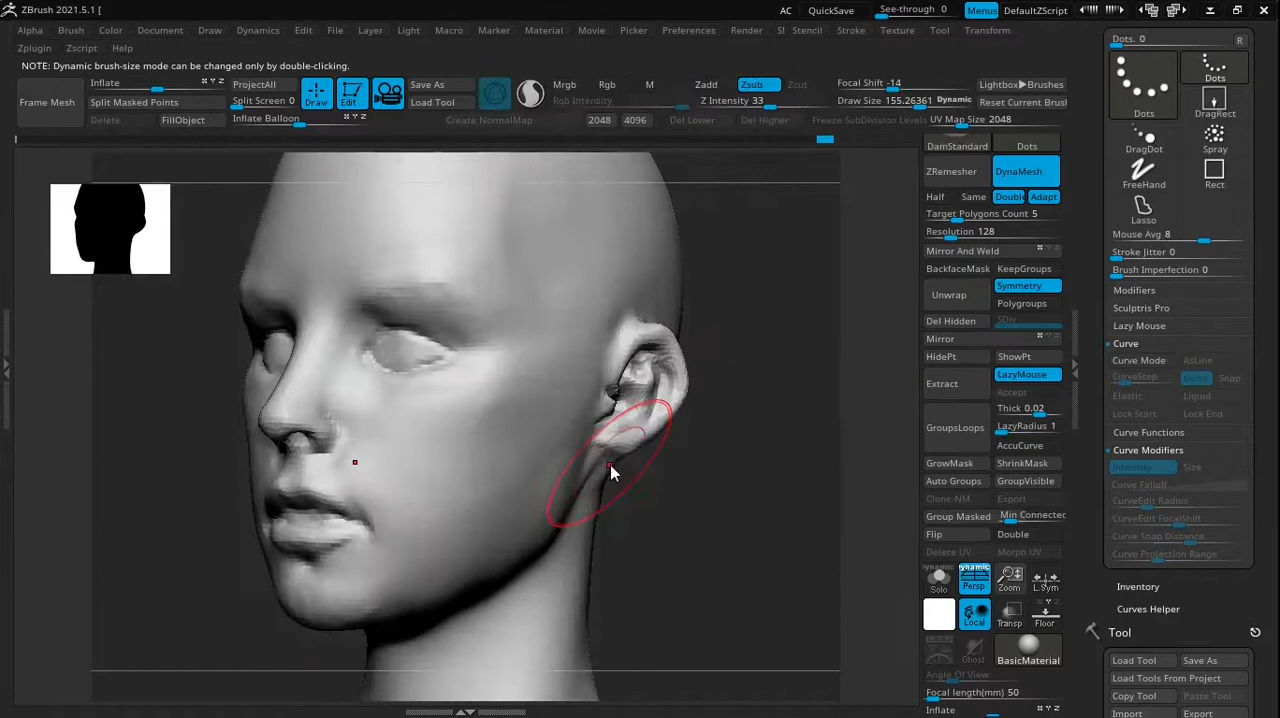 ZBrush 2021.5.1 [
AC QuickSave See-through 0 Menus DefaultZScript
Alpha Brush Color Document Draw Dynamics Edit File Layer Light Macro Marker Material Movie Picker Preferences Render Sl Stencil Stroke Texture Tool Transform
Zplugin Zscript Help
NOTE: Dynamic brush-size mode can be changed only by double-clicking.
Frame Mesh
Inflate X Y Z
Split Masked Points
Delete FillObject
ProjectAll
Split Screen 0
Inflate Balloon X Y Z
Draw
Edit
Save As
Load Tool
Create NormalMap
Mrgb Rgb M
Rgb Intensity
2048 4096
Zadd Zsub Zcut
Z Intensity 33
Del Lower Del Higher
Focal Shift -14
Draw Size 155.26361 Dynamic
Freeze SubDivision Levels
Lightbox▶Brushes
Reset Current Brush
UV Map Size 2048
DamStandard Dots
ZRemesher DynaMesh
Half Same Double Adapt
Target Polygons Count 5
Resolution 128
Mirror And Weld
BackfaceMask KeepGroups
Unwrap Symmetry
Polygroups
Del Hidden SDiv
Mirror
HidePt ShowPt
Extract LazyMouse
Accept
Thick 0.02
GroupsLoops LazyRadius 1
AccuCurve
GrowMask ShrinkMask
Auto Groups GroupVisible
Clone NM Export
Group Masked Min Connected
Flip Double
Delete UV Morph UV
Dynamic Dynamic
Solo Persp Zoom L.Sym
Local Transp Floor
Ghost BasicMaterial
Angle Of View
Focal length(mm) 50
Inflate
Dots. 0 R
Dots
Dots DragRect
DragDot Spray
FreeHand Rect
Lasso
Mouse Avg 8
Stroke Jitter 0
Brush Imperfection 0
Modifiers
Sculptris Pro
Lazy Mouse
Curve
Curve Mode AsLine
CurveStep Bend Snap
Elastic Liquid
Lock Start Lock End
Curve Functions
Curve Modifiers
Intensity Size
Curve Falloff
CurveEdit Radius
CurveEdit FocalShift
Curve Snap Distance
Curve Projection Range
Inventory
Curves Helper
Tool
Load Tool Save As
Load Tools From Project
Copy Tool Paste Tool
Import Export